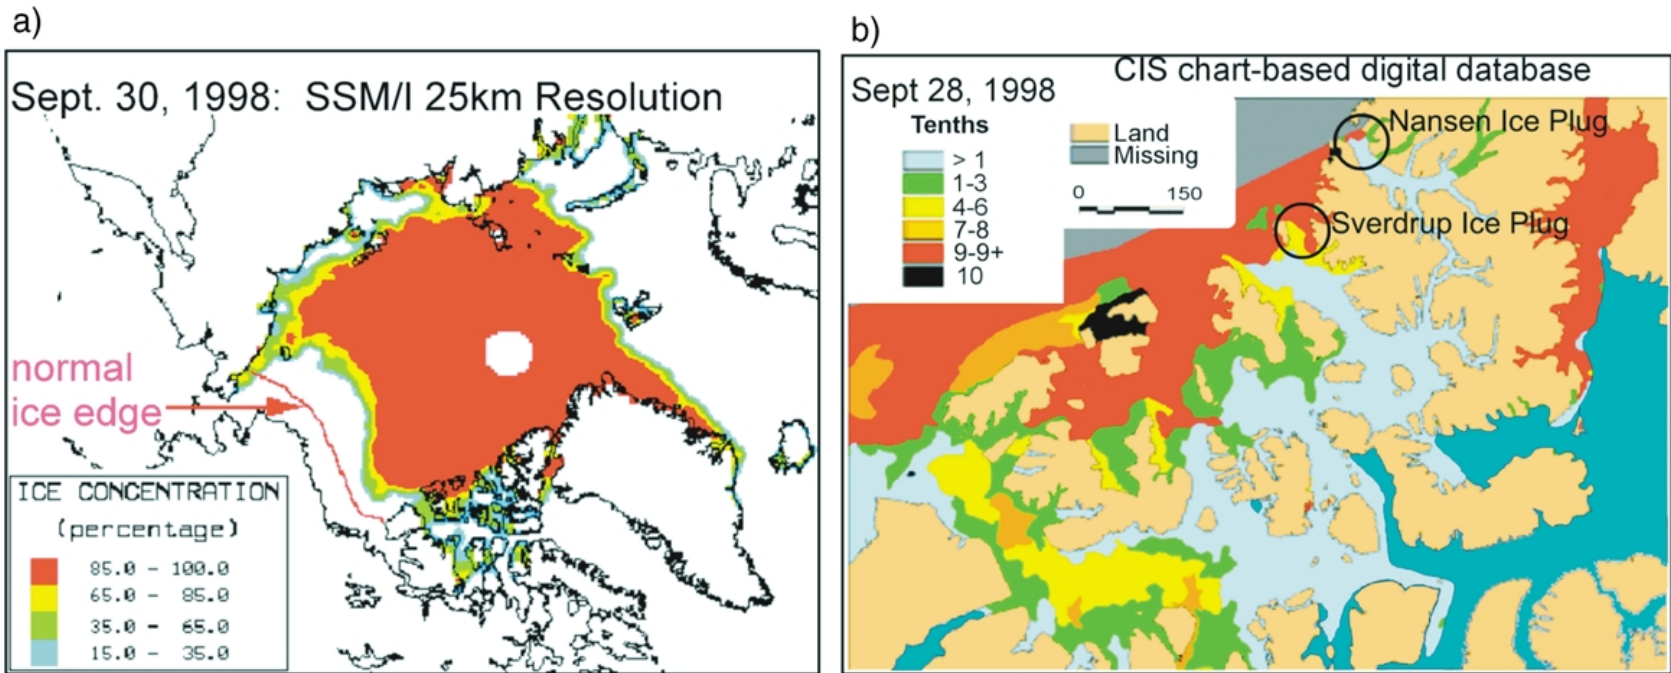 a)
Sept. 30, 1998: SSM/I 25km Resolution
normal
ice edge
ICE CONCENTRATION
(percentage)
85.0 - 100.0
65.0 - 85.0
35.0 - 65.0
15.0 - 35.0
b)
CIS chart-based digital database
Sept 28, 1998
Tenths
> 1
1-3
4-6
7-8
9-9+
10
Land
Missing
0 150
Nansen Ice Plug
Sverdrup Ice Plug